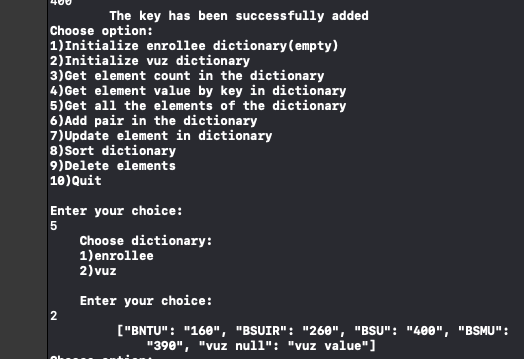 400
The key has been successfully added
Choose option:
1)Initialize enrollee dictionary(empty)
2)Initialize vuz dictionary
3)Get element count in the dictionary
4)Get element value by key in dictionary
5)Get all the elements of the dictionary
6)Add pair in the dictionary
7)Update element in dictionary
8)Sort dictionary
9)Delete elements
10)Quit
Enter your choice:
5
Choose dictionary:
1)enrollee
2)vuz
Enter your choice:
2
["BNTU": "160", "BSUIR": "260", "BSU": "400", "BSMU":
"390", "vuz null": "vuz value"]
Choose option: